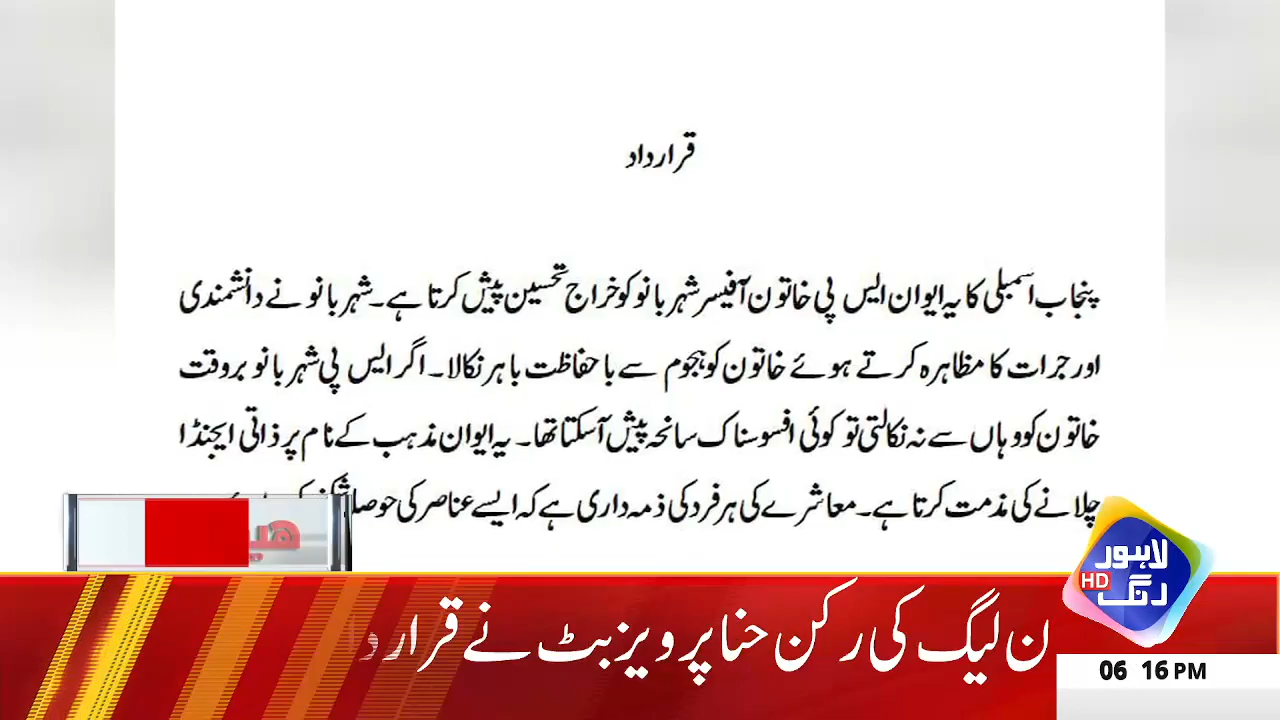 قرارداد
پنجاب اسمبلی کا یہ ایوان ایس پی خاتون آفیسر شہر بانو کو خراج تحسین پیش کرتا ہے۔ شہر بانو نے دانشمندی
اور جرات کا مظاہرہ کرتے ہوئے خاتون کو ہجوم سے با حفاظت باہر نکالا۔ اگر ایس پی شہر بانو بروقت
خاتون کو وہاں سے نہ نکالتی تو کوئی افسوسناک سانحہ پیش آسکتا تھا۔ یہ ایوان مذہب کے نام پر ذاتی ایجنڈا
چلانے کی مذمت کرتا ہے۔ معاشرے کی ہر فرد کی ذمہ داری ہے کہ ایسے عناصر کی
لاہور
رنگ HD
ن لیگ کی رکن حنا پرویز بٹ نے قرار
06 16 PM